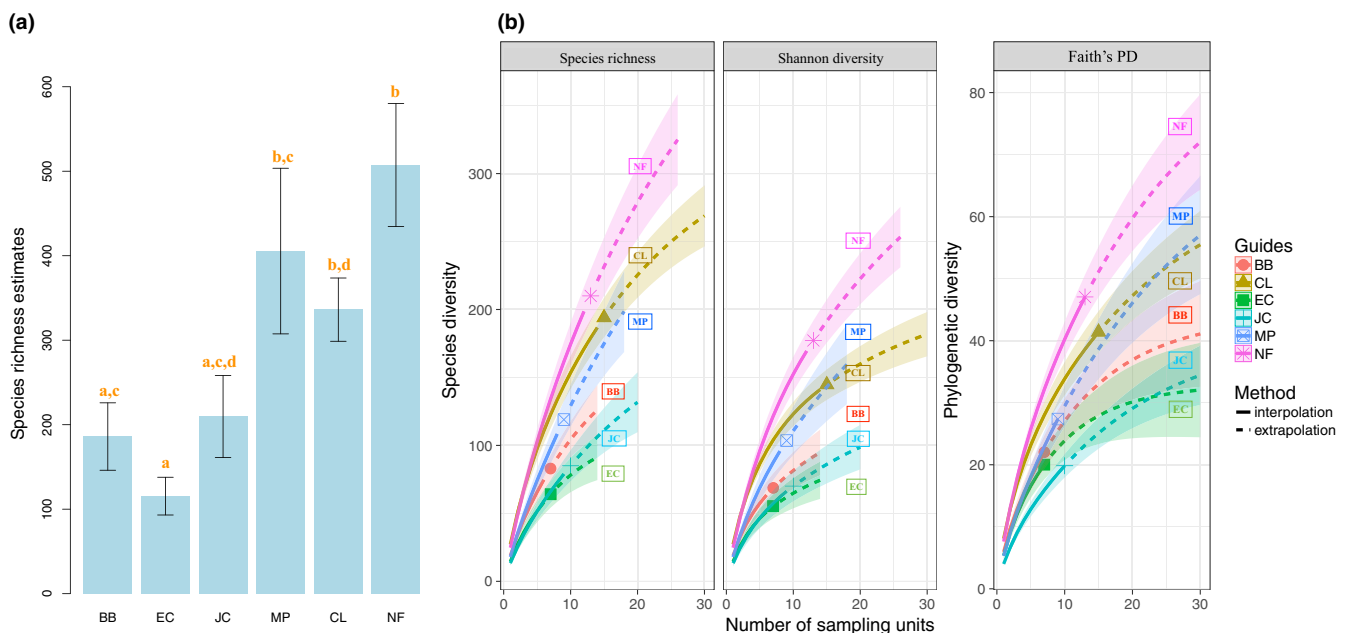 (a)
Species richness estimates
600
500
400
300
200
100
0
a,c
a
a,c,d
b,c
b,d
b
BB EC JC MP CL NF
(b)
Species richness
Shannon diversity
Faith's PD
Species diversity
300
200
100
0
NF
CL
MP
BB
JC
EC
0 10 20 30
NF
MP
CL
BB
JC
EC
0 10 20 30
Number of sampling units
Phylogenetic diversity
80
60
40
20
0
NF
MP
CL
BB
JC
EC
0 10 20 30
Guides
BB
CL
EC
JC
MP
NF
Method
interpolation
extrapolation